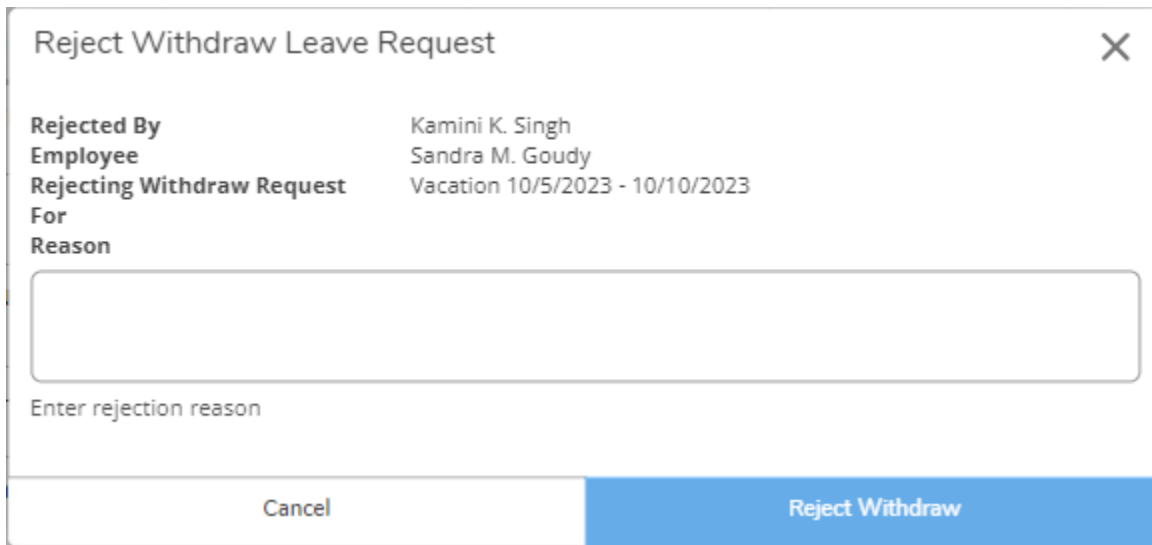 Reject Withdraw Leave Request
Rejected By Kamini K. Singh
Employee Sandra M. Goudy
Rejecting Withdraw Request Vacation 10/5/2023 - 10/10/2023
For
Reason
Enter rejection reason
Cancel Reject Withdraw